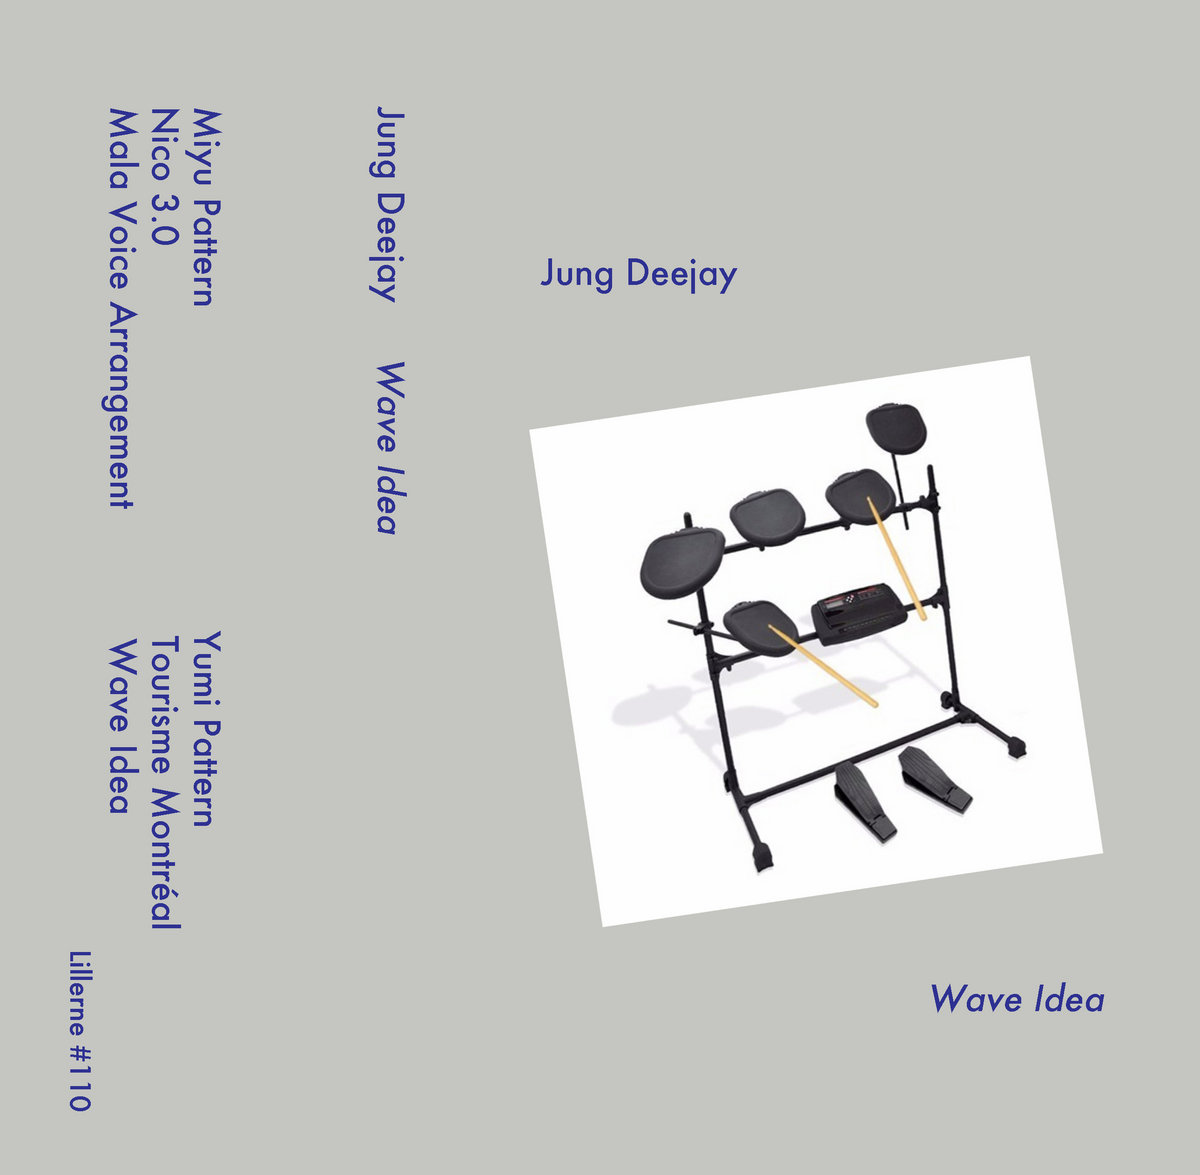 Miyu Pattern
Nico 3.0
Mala Voice Arrangement
Yumi Pattern
Tourisme Montréal
Wave Idea
Lillerne #110
Jung Deejay Wave Idea
Jung Deejay
Wave Idea